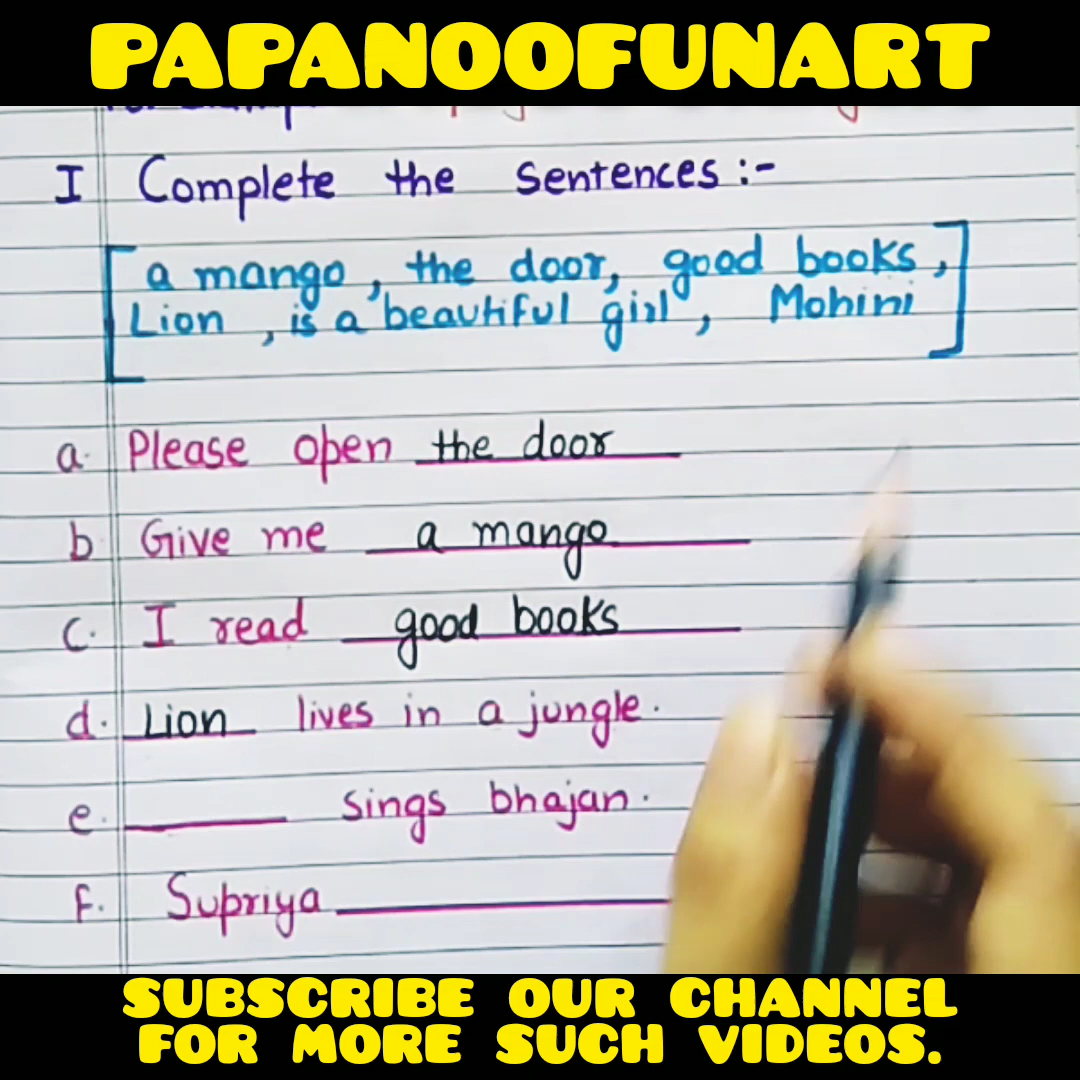 PAPANOOFUNART
I Complete the Sentences :-
[ a mango, the door, good books,
Lion, is a beautiful girl, Mohini ]
a. Please open the door
b Give me a mango
c. I read good books
d. Lion lives in a jungle.
e. ______ sings bhajan.
f. Supriya ______
SUBSCRIBE OUR CHANNEL
FOR MORE SUCH VIDEOS.